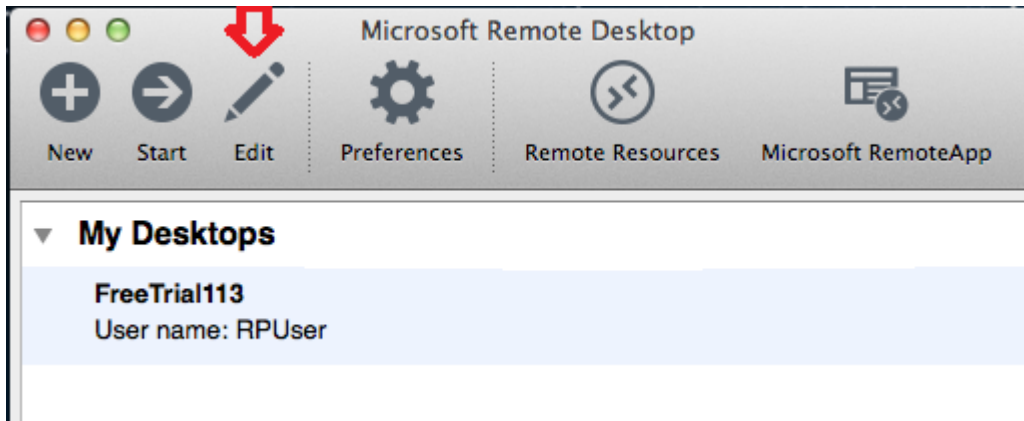 Microsoft Remote Desktop
New Start Edit Preferences Remote Resources Microsoft RemoteApp
My Desktops
FreeTrial113
User name: RPUser